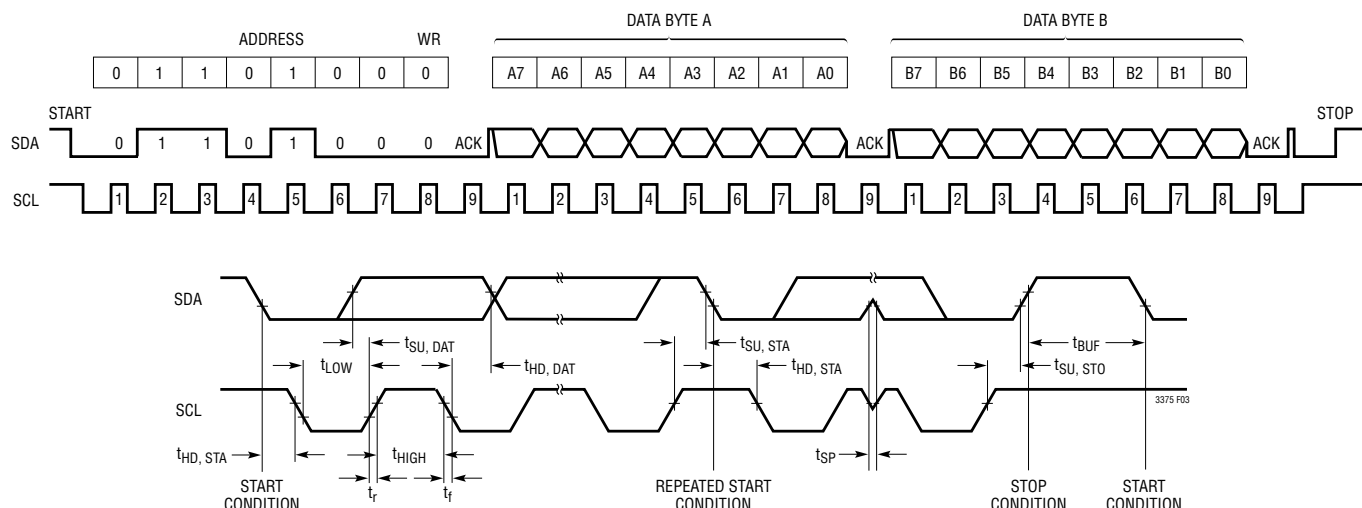 DATA BYTE A DATA BYTE B
ADDRESS WR
0 1 1 0 1 0 0 0 A7 A6 A5 A4 A3 A2 A1 A0 B7 B6 B5 B4 B3 B2 B1 B0
START STOP
SDA 0 1 1 0 1 0 0 0 ACK ACK ACK
SCL 1 2 3 4 5 6 7 8 9 1 2 3 4 5 6 7 8 9 1 2 3 4 5 6 7 8 9
SDA
tSU, DAT tSU, STA tBUF
tLOW tHD, DAT tHD, STA tSU, STO
SCL 3375 F03
tHD, STA tHIGH tSP
tr tf
START CONDITION
REPEATED START CONDITION
STOP CONDITION
START CONDITION